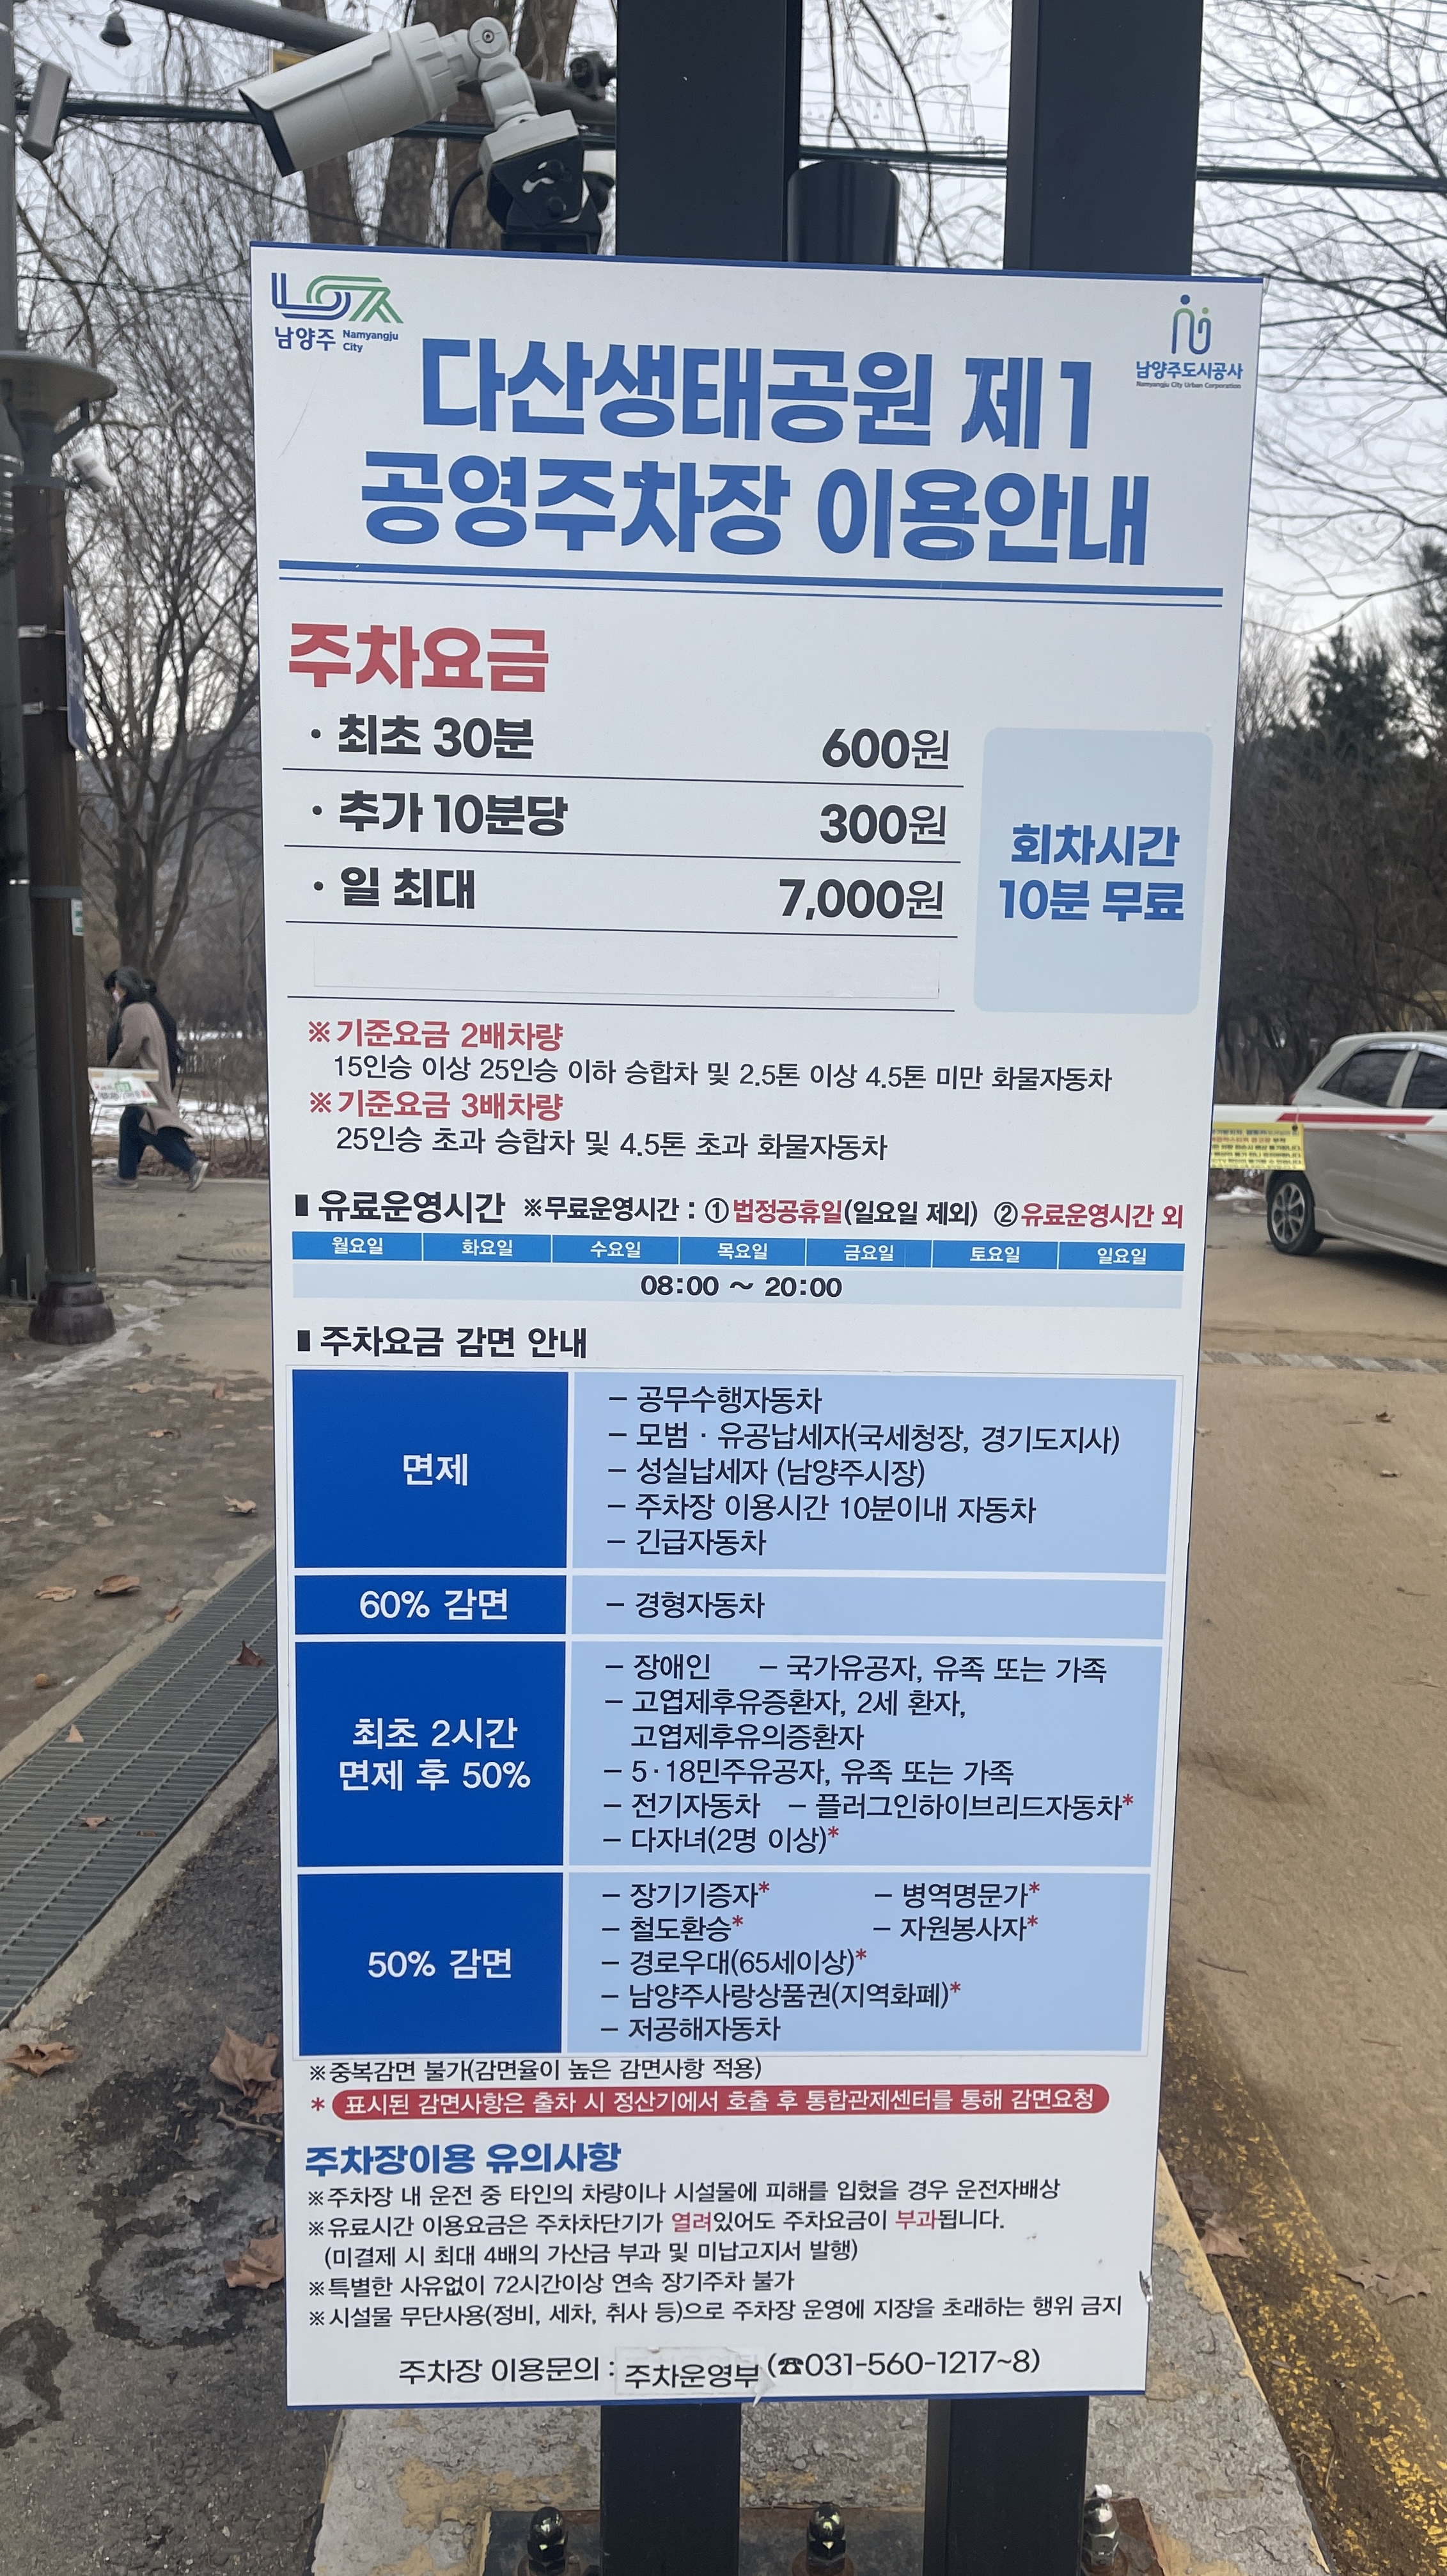 남양주 Namyangju City
남양주도시공사
Namyangju City Urban Corporation
다산생태공원 제1
공영주차장 이용안내
주차요금
· 최초 30분 600원
· 추가 10분당 300원
· 일 최대 7,000원
회차시간
10분 무료
※기준요금 2배차량
15인승 이상 25인승 이하 승합차 및 2.5톤 이상 4.5톤 미만 화물자동차
※기준요금 3배차량
25인승 초과 승합차 및 4.5톤 초과 화물자동차
▮ 유료운영시간 ※무료운영시간 : ①법정공휴일(일요일 제외) ②유료운영시간 외
월요일 화요일 수요일 목요일 금요일 토요일 일요일
08:00 ～ 20:00
▮ 주차요금 감면 안내
면제
– 공무수행자동차
– 모범 · 유공납세자(국세청장, 경기도지사)
– 성실납세자 (남양주시장)
– 주차장 이용시간 10분이내 자동차
– 긴급자동차
60% 감면
– 경형자동차
최초 2시간
면제 후 50%
– 장애인 – 국가유공자, 유족 또는 가족
– 고엽제후유증환자, 2세 환자,
고엽제후유의증환자
– 5·18민주유공자, 유족 또는 가족
– 전기자동차 – 플러그인하이브리드자동차*
– 다자녀(2명 이상)*
50% 감면
– 장기기증자* – 병역명문가*
– 철도환승* – 자원봉사자*
– 경로우대(65세이상)*
– 남양주사랑상품권(지역화폐)*
– 저공해자동차
※중복감면 불가(감면율이 높은 감면사항 적용)
* 표시된 감면사항은 출차 시 정산기에서 호출 후 통합관제센터를 통해 감면요청
주차장이용 유의사항
※주차장 내 운전 중 타인의 차량이나 시설물에 피해를 입혔을 경우 운전자배상
※유료시간 이용요금은 주차차단기가 열려있어도 주차요금이 부과됩니다.
(미결제 시 최대 4배의 가산금 부과 및 미납고지서 발행)
※특별한 사유없이 72시간이상 연속 장기주차 불가
※시설물 무단사용(정비, 세차, 취사 등)으로 주차장 운영에 지장을 초래하는 행위 금지
주차장 이용문의 : 주차운영부 (☎031-560-1217~8)